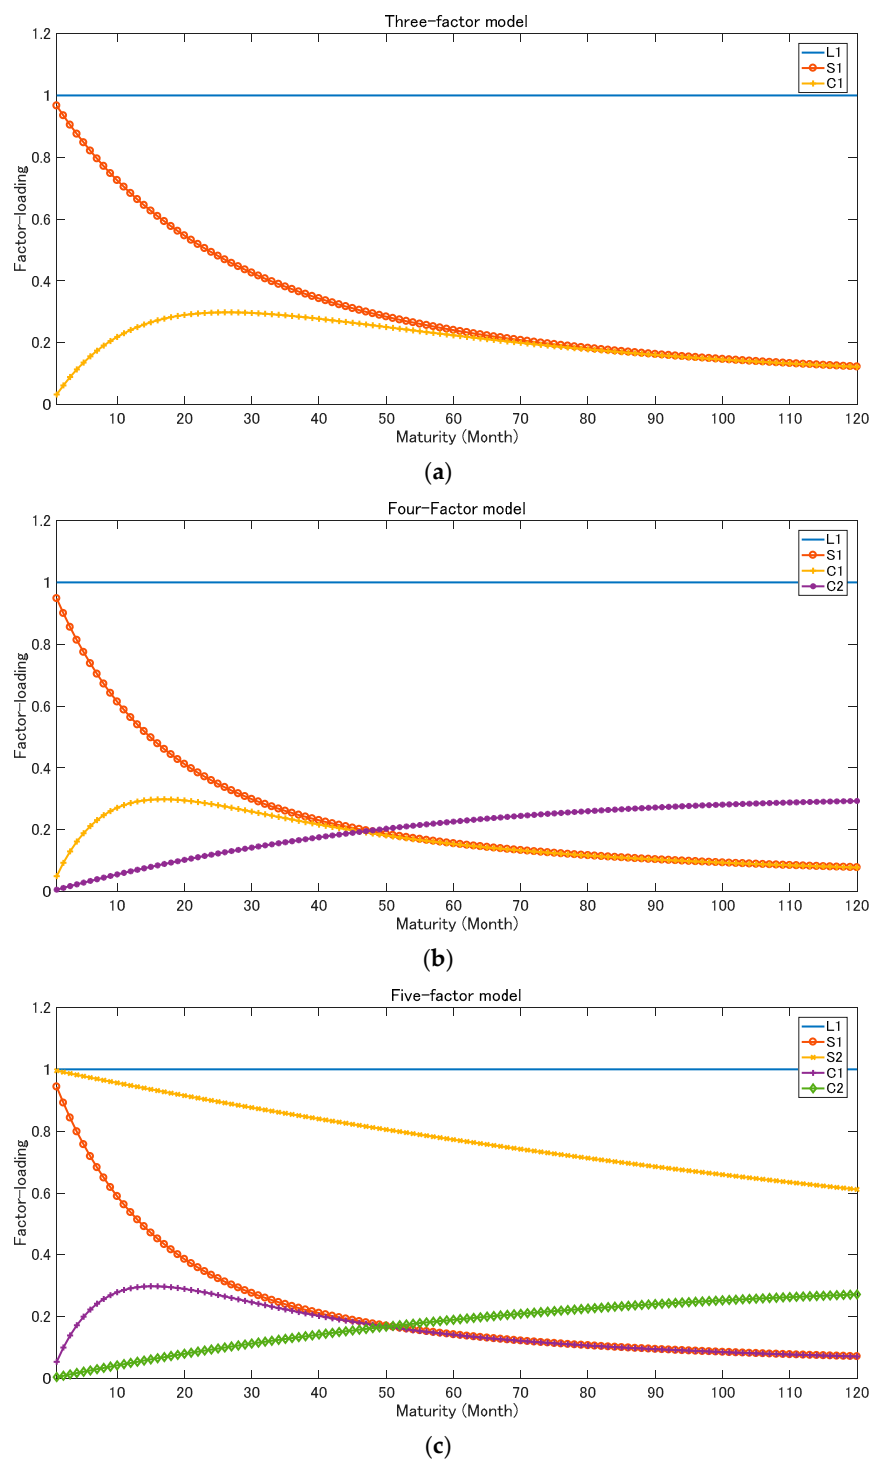 Three-factor model
1.2
L1
S1
C1
1
0.8
0.6
0.4
0.2
0
Factor-loading
10 20 30 40 50 60 70 80 90 100 110 120
Maturity (Month)
(a)
Four-Factor model
1.2
L1
S1
C1
C2
1
0.8
0.6
0.4
0.2
0
Factor-loading
10 20 30 40 50 60 70 80 90 100 110 120
Maturity (Month)
(b)
Five-factor model
1.2
L1
S1
S2
C1
C2
1
0.8
0.6
0.4
0.2
0
Factor-loading
10 20 30 40 50 60 70 80 90 100 110 120
Maturity (Month)
(c)